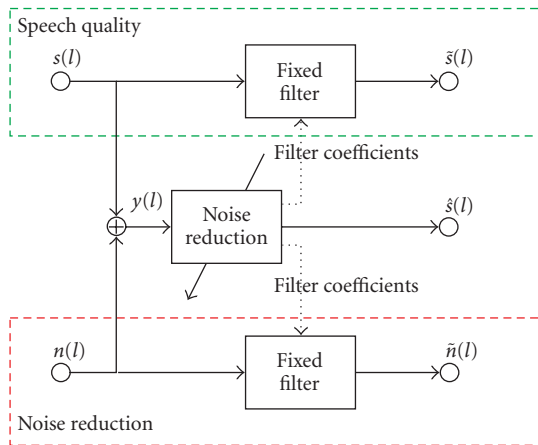 Speech quality
s(l)
Fixed
filter
s̃(l)
Filter coefficients
y(l)
Noise
reduction
ŝ(l)
+
Filter coefficients
n(l)
Fixed
filter
ñ(l)
Noise reduction